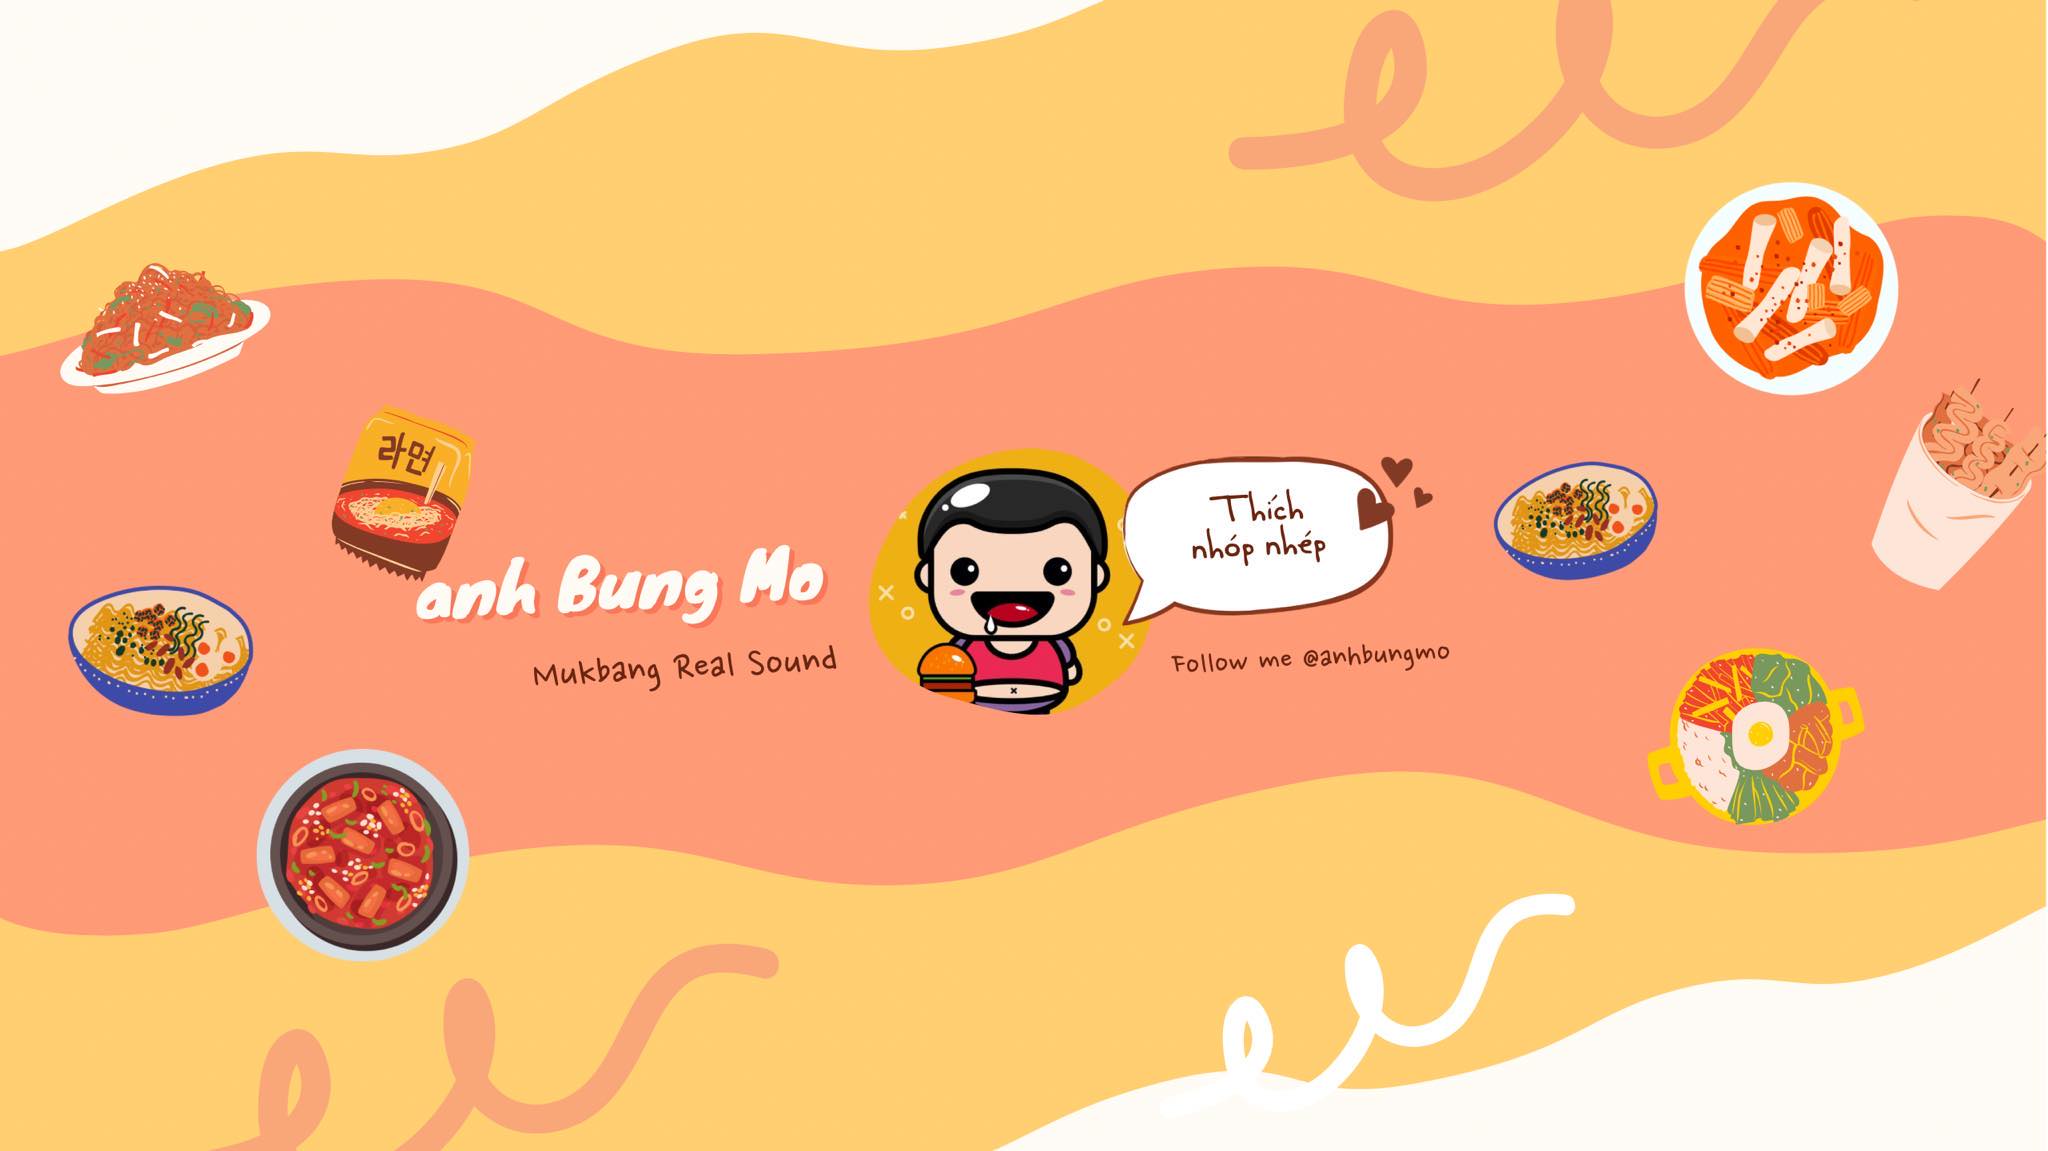 라면
anh Bung Mo
Mukbang Real Sound
Thích
nhóp nhép
Follow me @anhbungmo